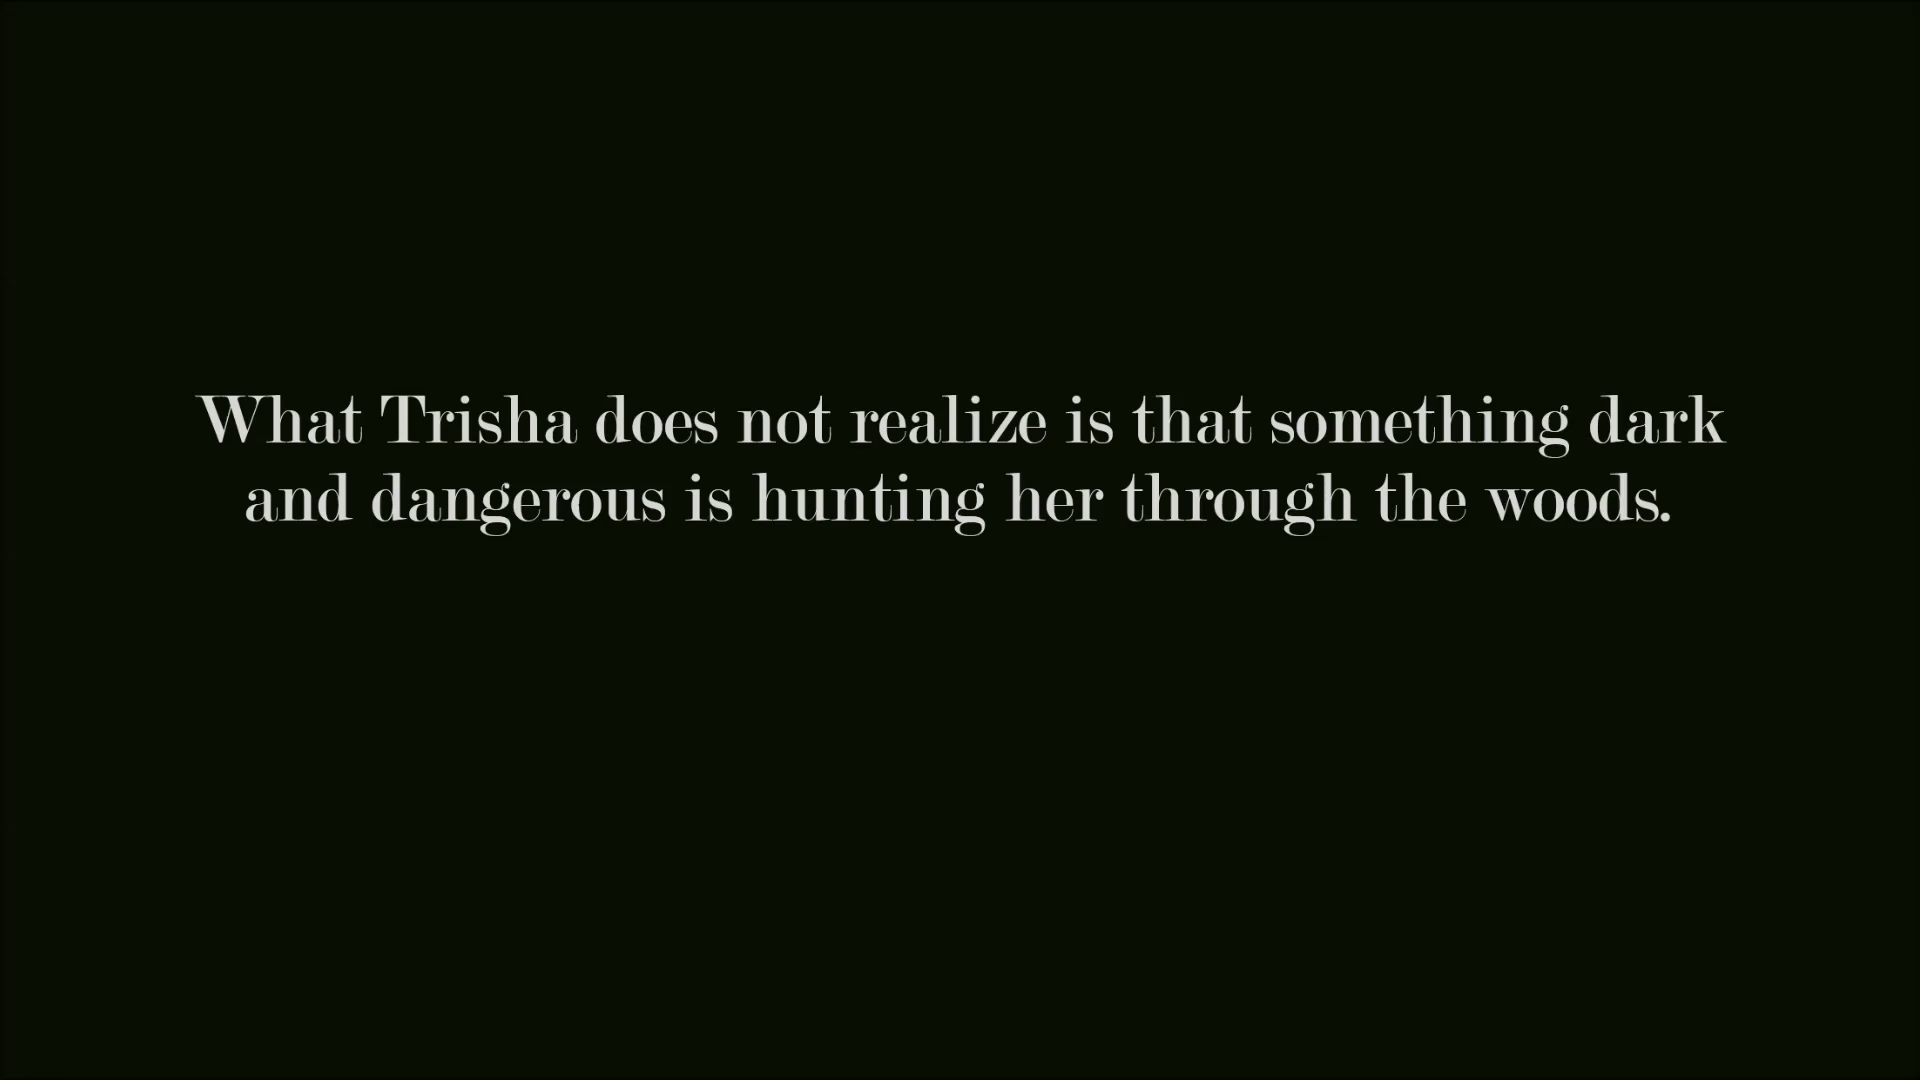 What Trisha does not realize is that something dark
and dangerous is hunting her through the woods.